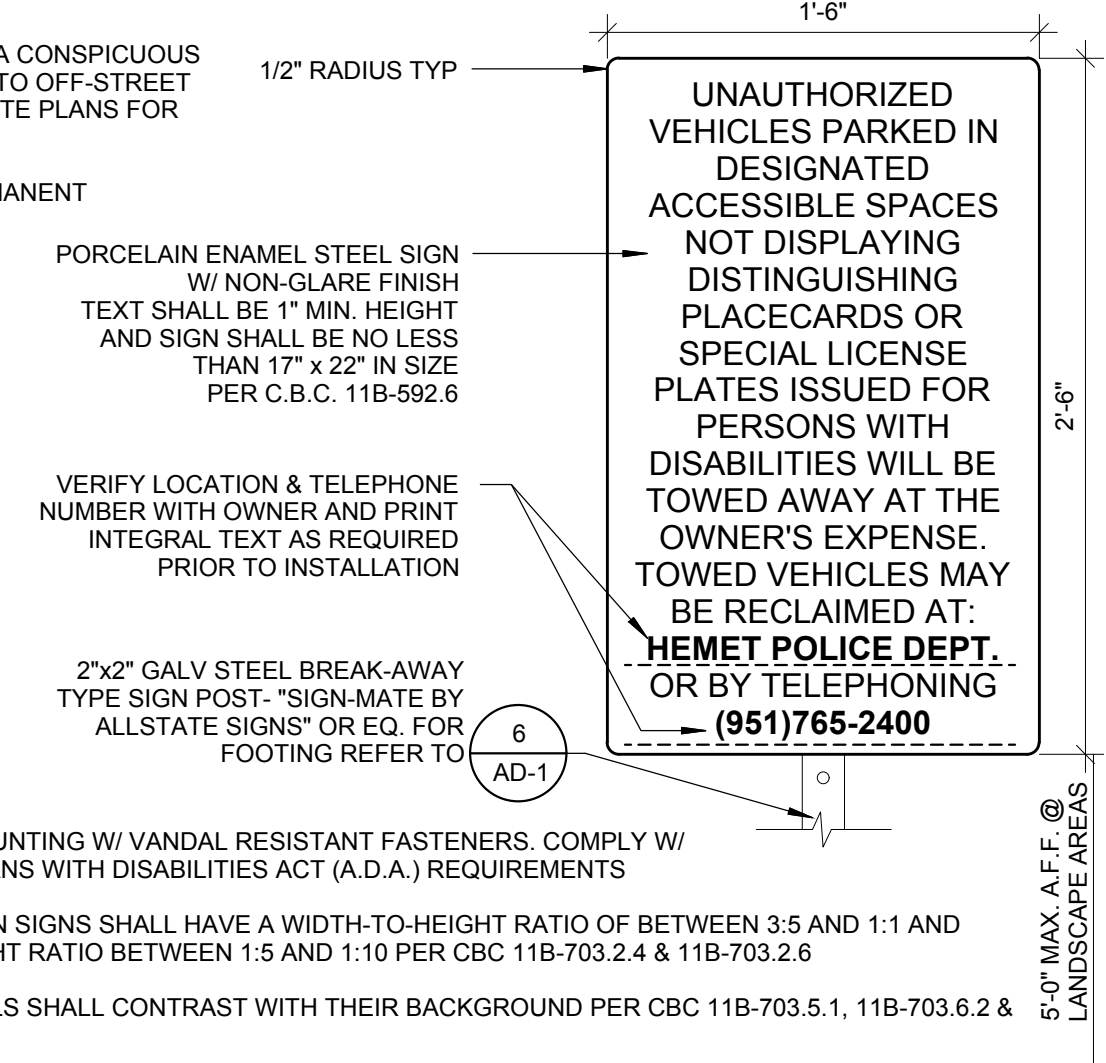 1'-6"
A CONSPICUOUS
TO OFF-STREET
TE PLANS FOR
1/2" RADIUS TYP
MANENT
PORCELAIN ENAMEL STEEL SIGN
W/ NON-GLARE FINISH
TEXT SHALL BE 1" MIN. HEIGHT
AND SIGN SHALL BE NO LESS
THAN 17" x 22" IN SIZE
PER C.B.C. 11B-592.6
VERIFY LOCATION & TELEPHONE
NUMBER WITH OWNER AND PRINT
INTEGRAL TEXT AS REQUIRED
PRIOR TO INSTALLATION
2"x2" GALV STEEL BREAK-AWAY
TYPE SIGN POST- "SIGN-MATE BY
ALLSTATE SIGNS" OR EQ. FOR
FOOTING REFER TO
6
AD-1
UNAUTHORIZED
VEHICLES PARKED IN
DESIGNATED
ACCESSIBLE SPACES
NOT DISPLAYING
DISTINGUISHING
PLACECARDS OR
SPECIAL LICENSE
PLATES ISSUED FOR
PERSONS WITH
DISABILITIES WILL BE
TOWED AWAY AT THE
OWNER'S EXPENSE.
TOWED VEHICLES MAY
BE RECLAIMED AT:
HEMET POLICE DEPT.
OR BY TELEPHONING
(951)765-2400
2'-6"
5'-0" MAX. A.F.F. @
LANDSCAPE AREAS
UNTING W/ VANDAL RESISTANT FASTENERS. COMPLY W/
ANS WITH DISABILITIES ACT (A.D.A.) REQUIREMENTS
N SIGNS SHALL HAVE A WIDTH-TO-HEIGHT RATIO OF BETWEEN 3:5 AND 1:1 AND
HT RATIO BETWEEN 1:5 AND 1:10 PER CBC 11B-703.2.4 & 11B-703.2.6
LS SHALL CONTRAST WITH THEIR BACKGROUND PER CBC 11B-703.5.1, 11B-703.6.2 &